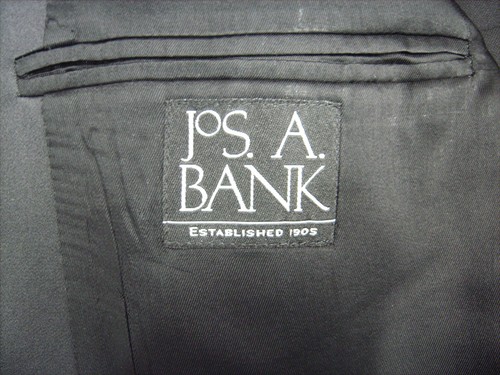 JoS. A.
BANK
ESTABLISHED 1905